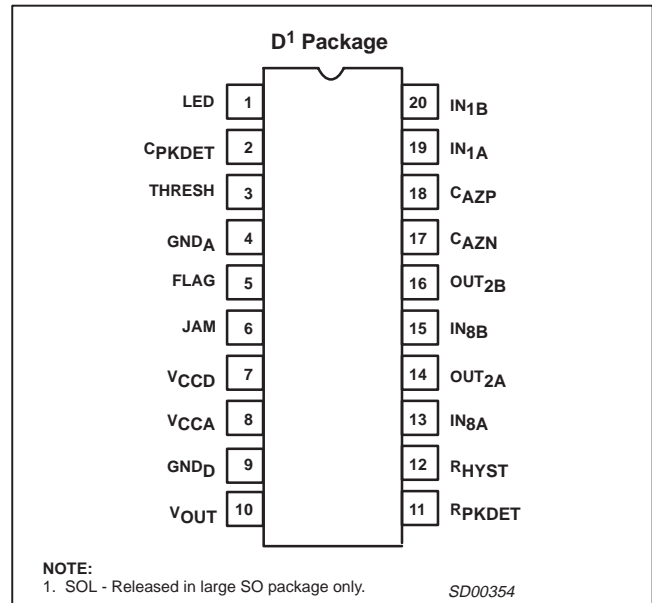 D1 Package
LED 1 20 IN1B
CPKDET 2 19 IN1A
THRESH 3 18 CAZP
GNDA 4 17 CAZN
FLAG 5 16 OUT2B
JAM 6 15 IN8B
VCCD 7 14 OUT2A
VCCA 8 13 IN8A
GNDD 9 12 RHYST
VOUT 10 11 RPKDET
NOTE:
1. SOL - Released in large SO package only.
SD00354